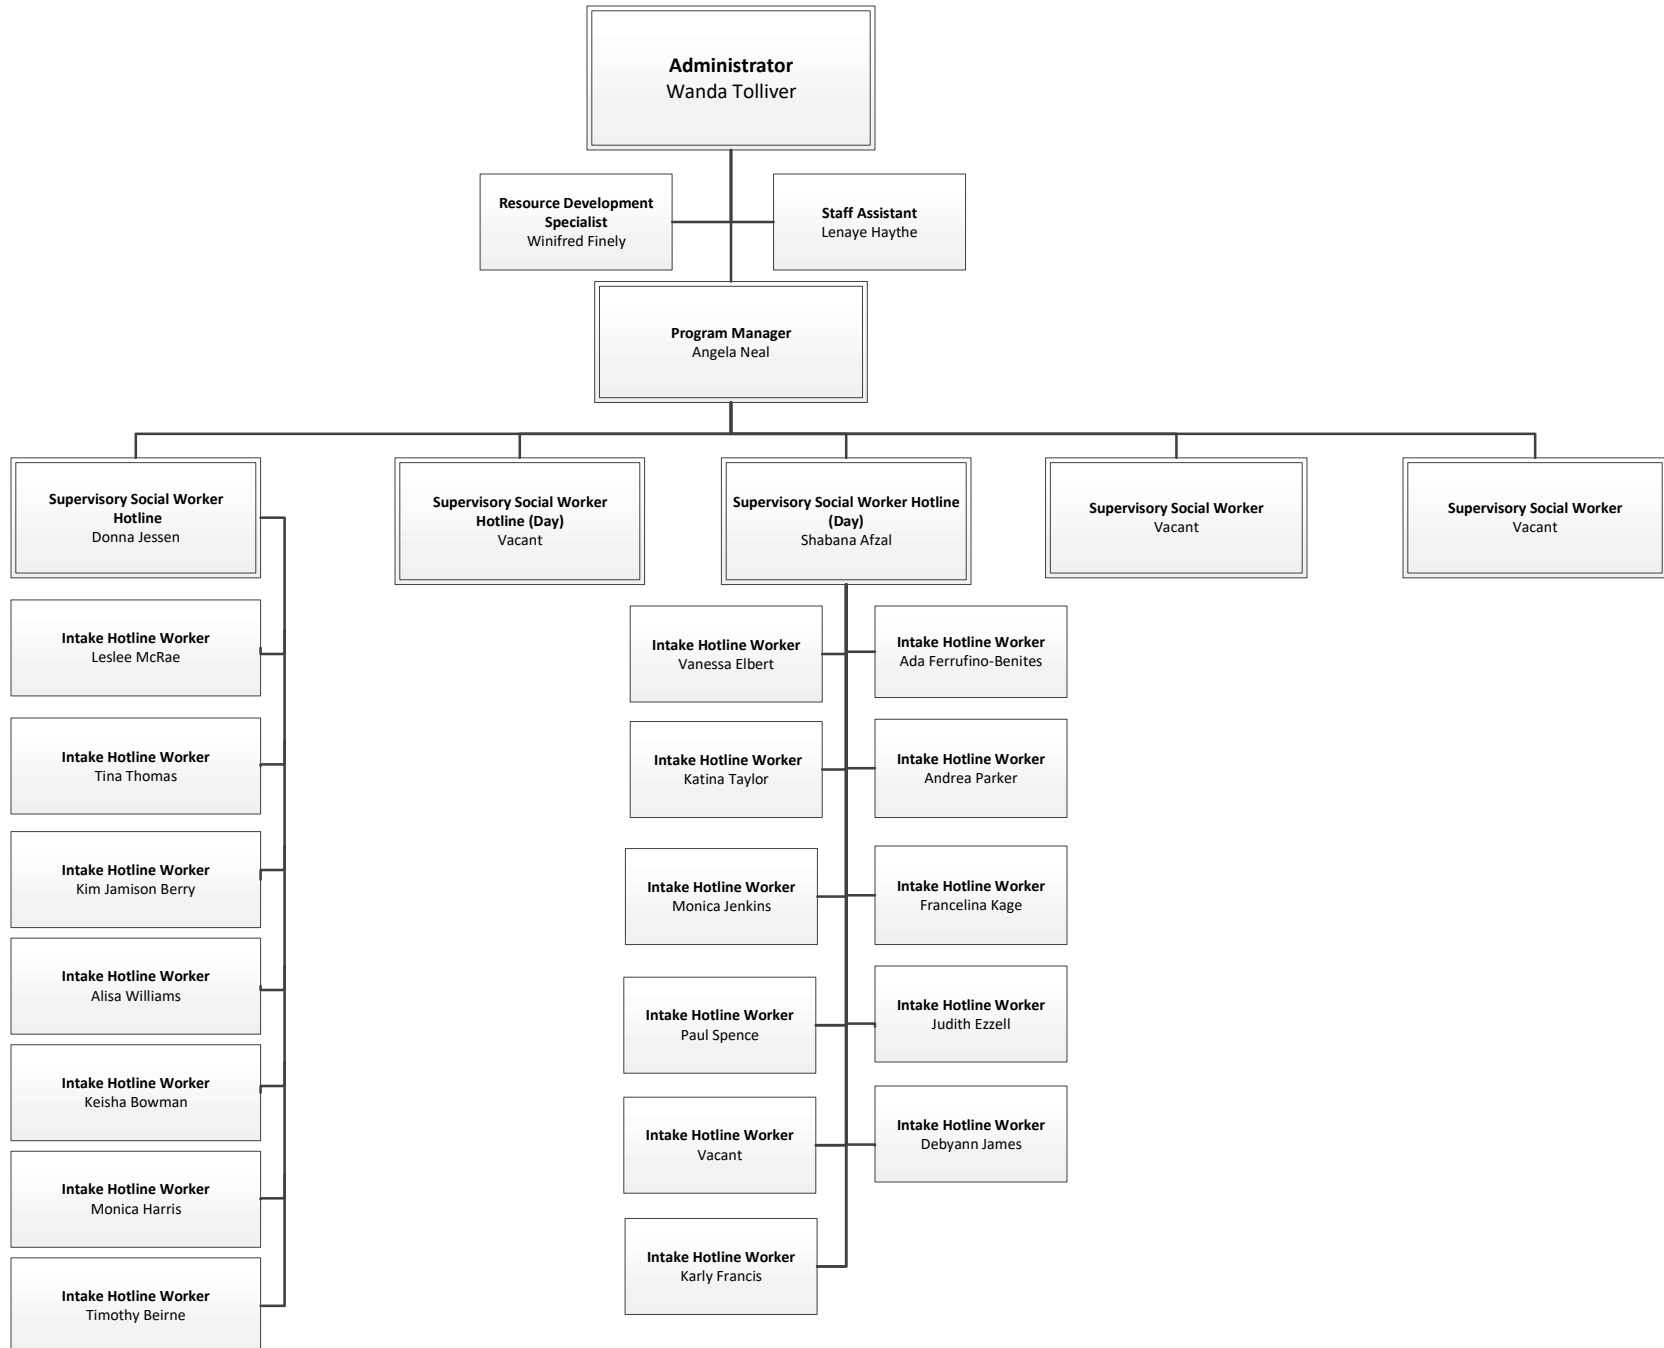 Administrator
Wanda Tolliver
Resource Development
Specialist
Winifred Finely
Staff Assistant
Lenaye Haythe
Program Manager
Angela Neal
Supervisory Social Worker
Hotline
Donna Jessen
Supervisory Social Worker
Hotline (Day)
Vacant
Supervisory Social Worker Hotline
(Day)
Shabana Afzal
Supervisory Social Worker
Vacant
Supervisory Social Worker
Vacant
Intake Hotline Worker
Leslee McRae
Intake Hotline Worker
Tina Thomas
Intake Hotline Worker
Kim Jamison Berry
Intake Hotline Worker
Alisa Williams
Intake Hotline Worker
Keisha Bowman
Intake Hotline Worker
Monica Harris
Intake Hotline Worker
Timothy Beirne
Intake Hotline Worker
Vanessa Elbert
Intake Hotline Worker
Ada Ferrufino-Benites
Intake Hotline Worker
Katina Taylor
Intake Hotline Worker
Andrea Parker
Intake Hotline Worker
Monica Jenkins
Intake Hotline Worker
Francelina Kage
Intake Hotline Worker
Paul Spence
Intake Hotline Worker
Judith Ezzell
Intake Hotline Worker
Vacant
Intake Hotline Worker
Debyann James
Intake Hotline Worker
Karly Francis